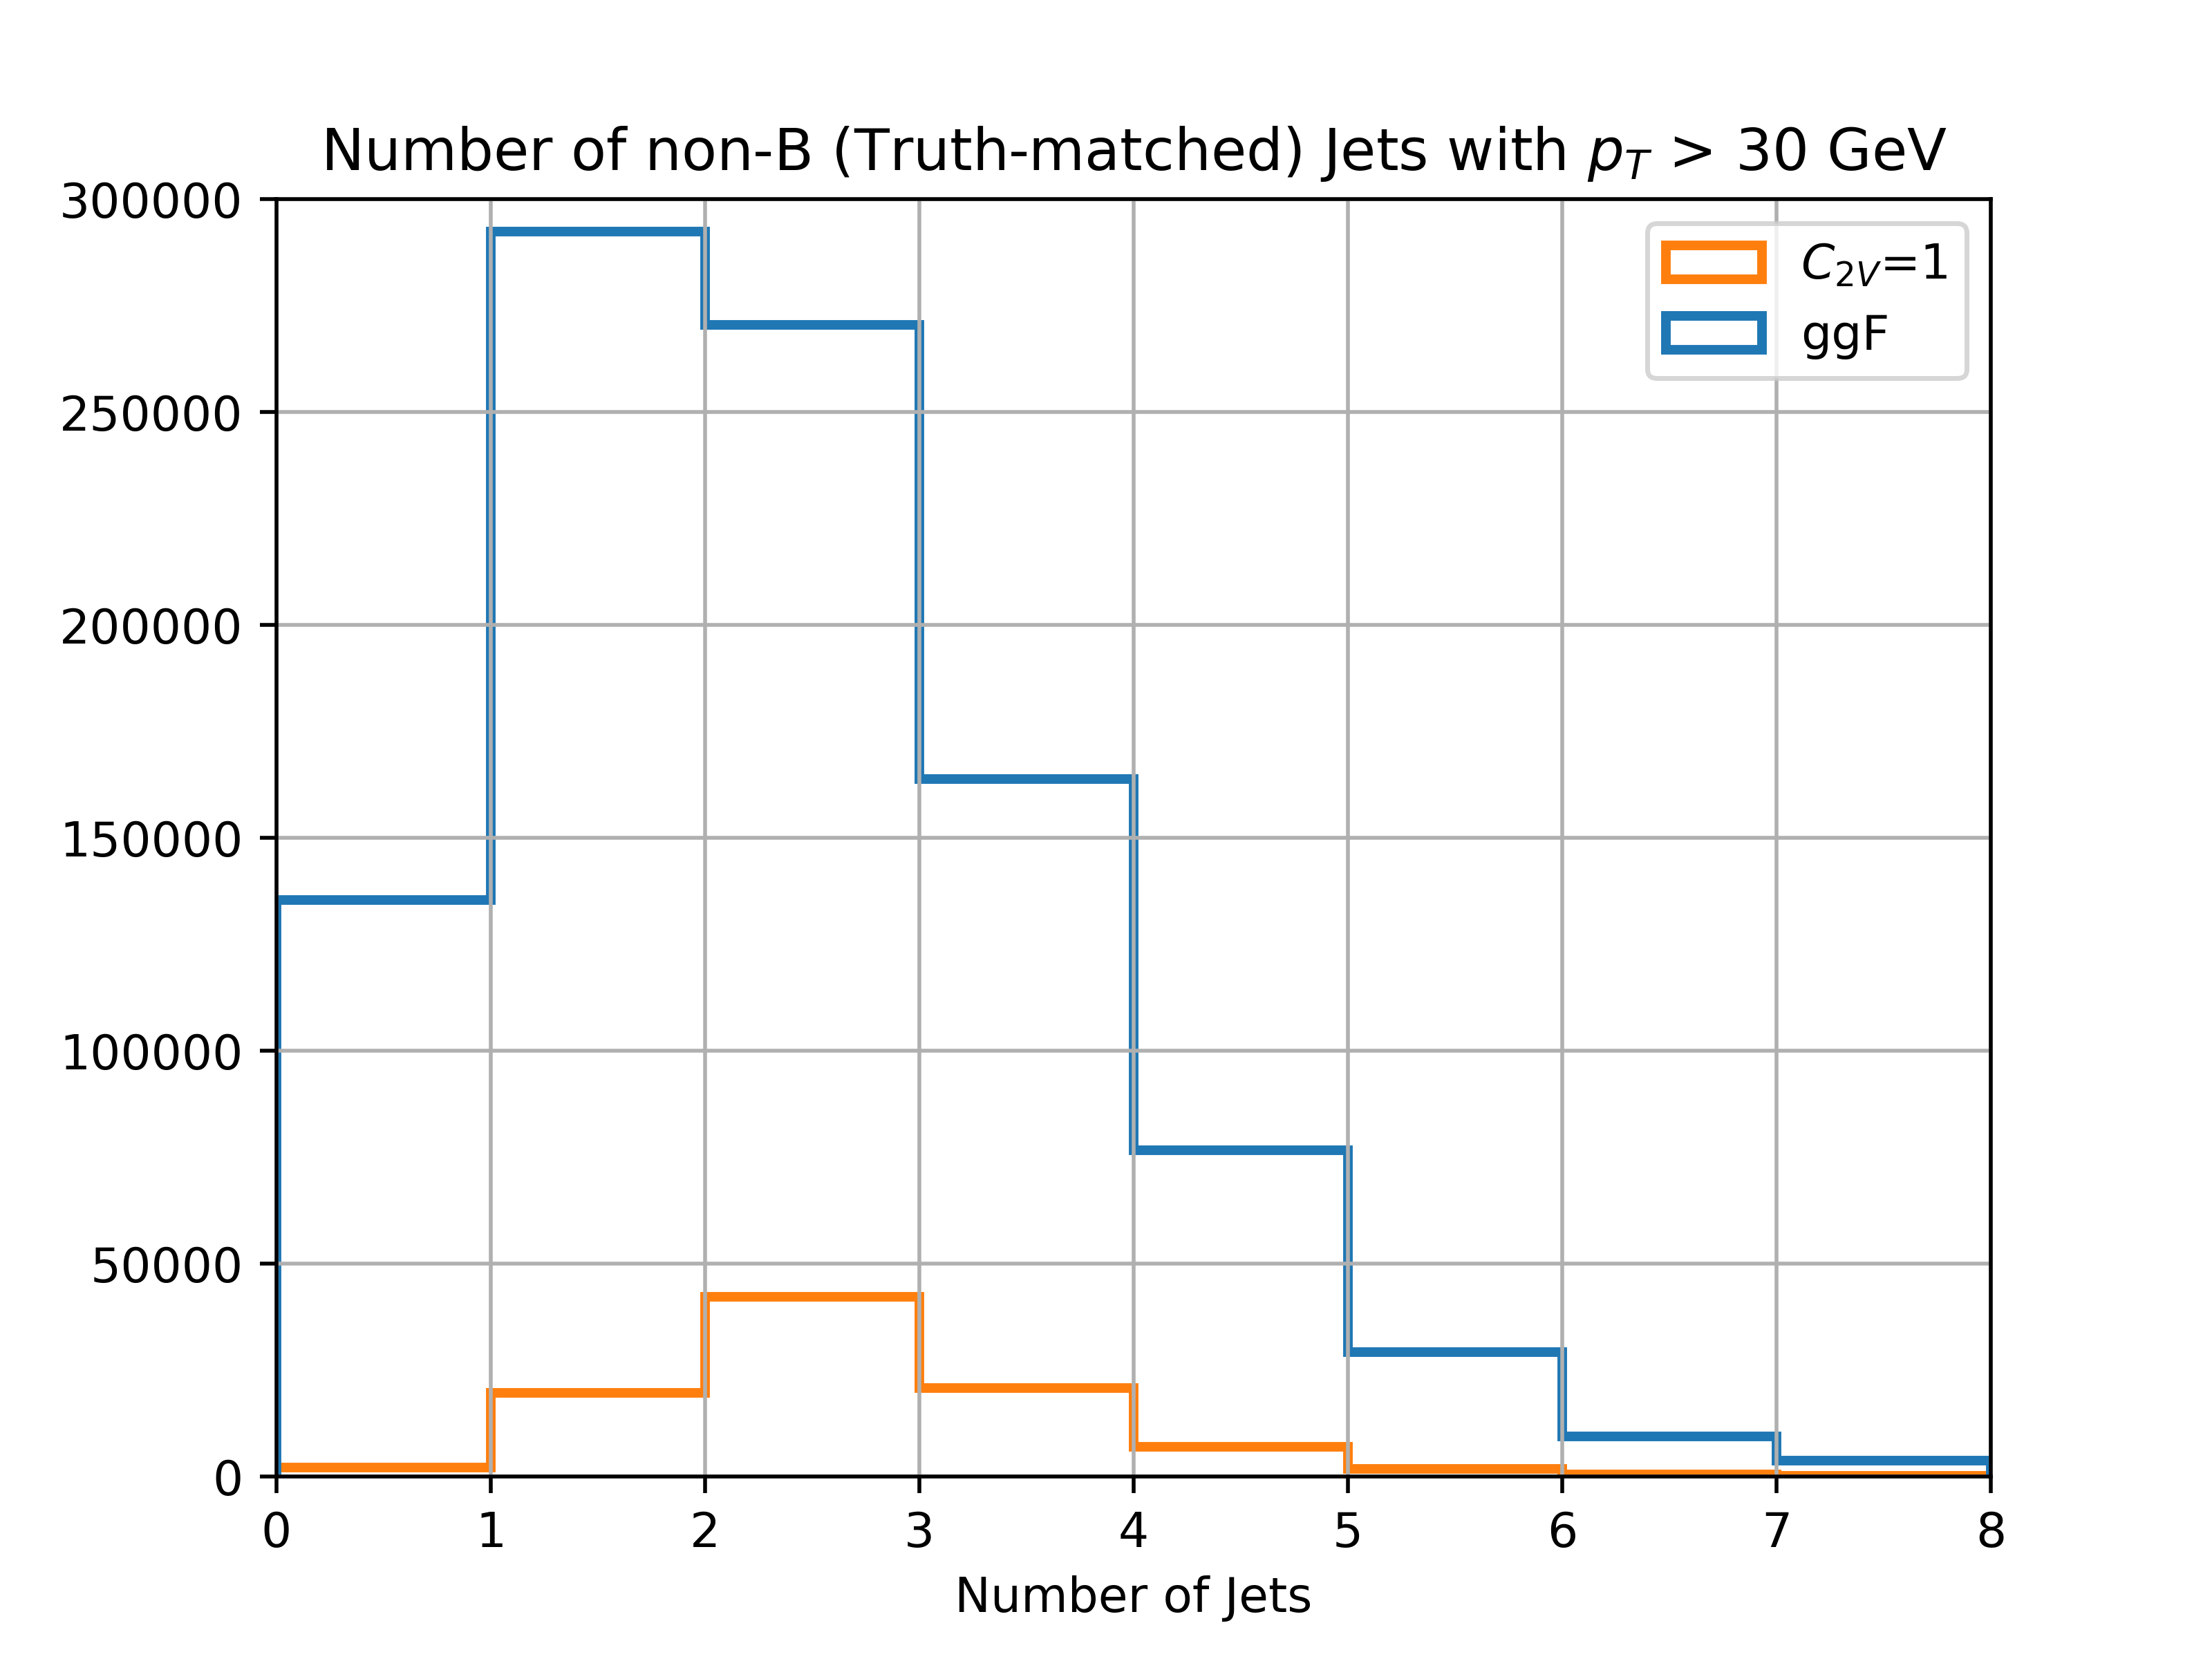 Number of non-B (Truth-matched) Jets with p_T > 30 GeV
300000
250000
200000
150000
100000
50000
0
C_2V=1
ggF
0 1 2 3 4 5 6 7 8
Number of Jets